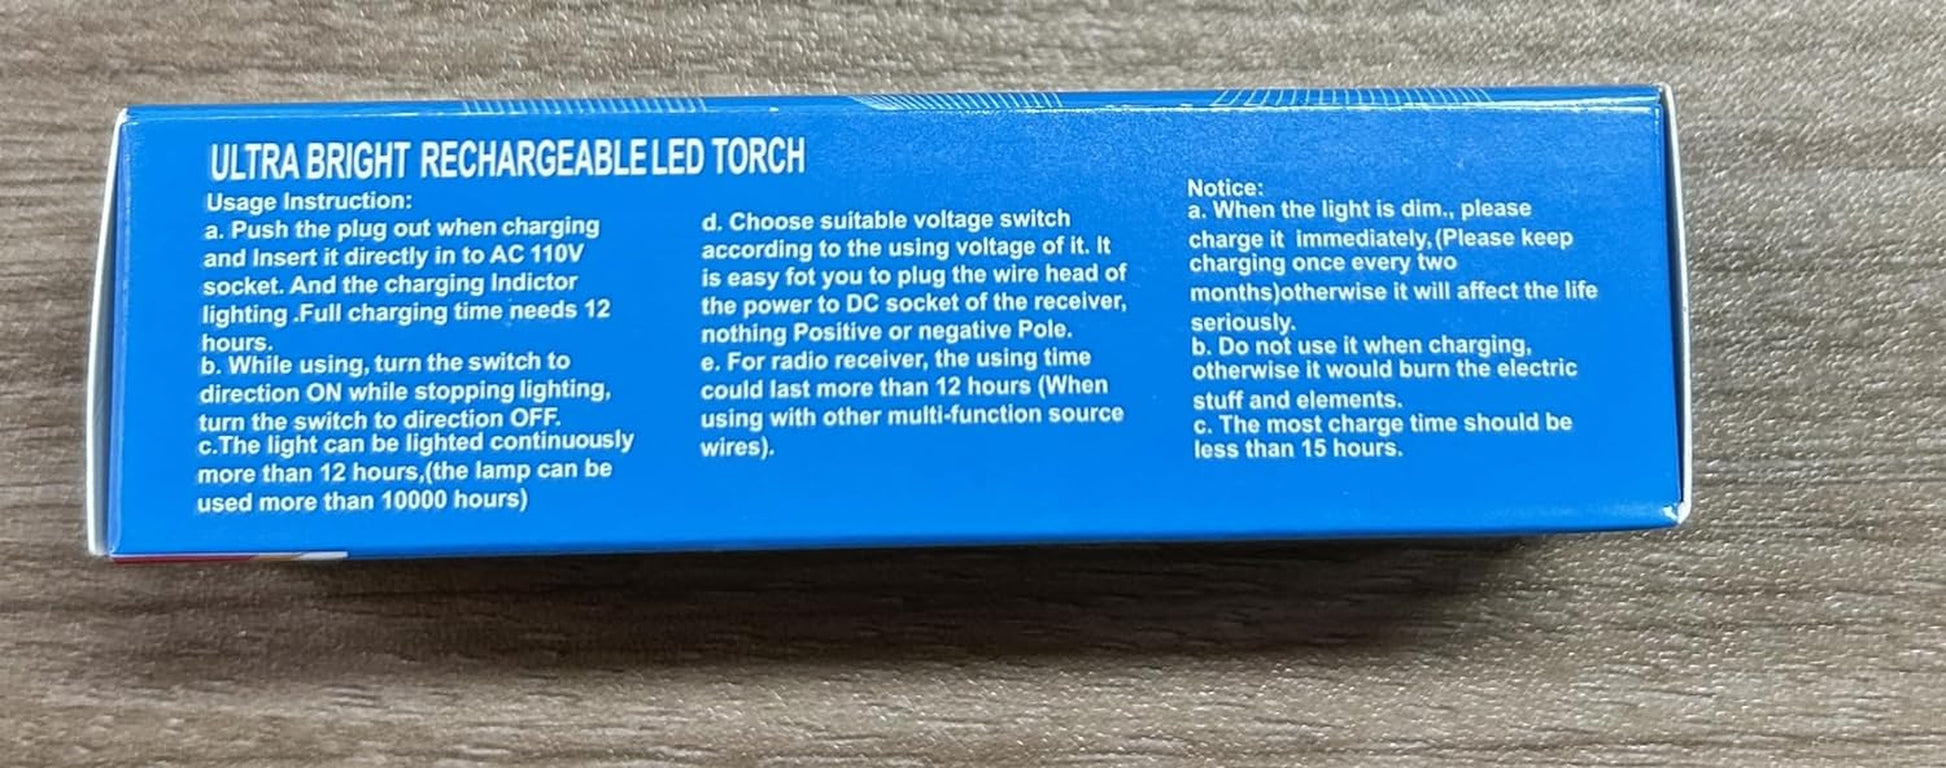 ULTRA BRIGHT RECHARGEABLE LED TORCH
Usage Instruction:
a. Push the plug out when charging
and Insert it directly in to AC 110V
socket. And the charging Indictor
lighting .Full charging time needs 12
hours.
b. While using, turn the switch to
direction ON while stopping lighting,
turn the switch to direction OFF.
c.The light can be lighted continuously
more than 12 hours,(the lamp can be
used more than 10000 hours)
d. Choose suitable voltage switch
according to the using voltage of it. It
is easy fot you to plug the wire head of
the power to DC socket of the receiver,
nothing Positive or negative Pole.
e. For radio receiver, the using time
could last more than 12 hours (When
using with other multi-function source
wires).
Notice:
a. When the light is dim., please
charge it immediately,(Please keep
charging once every two
months)otherwise it will affect the life
seriously.
b. Do not use it when charging,
otherwise it would burn the electric
stuff and elements.
c. The most charge time should be
less than 15 hours.